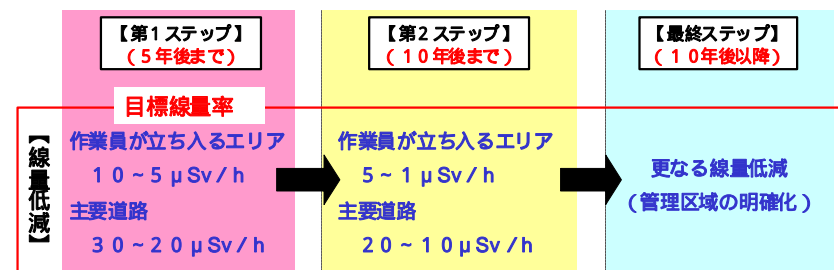 【第1ステップ】
(5年後まで)
【第2ステップ】
(10年後まで)
【最終ステップ】
(10年後以降)
目標線量率
【線量低減】
作業員が立ち入るエリア
10~5μSv/h
主要道路
30~20μSv/h
作業員が立ち入るエリア
5~1μSv/h
主要道路
20~10μSv/h
更なる線量低減
(管理区域の明確化)